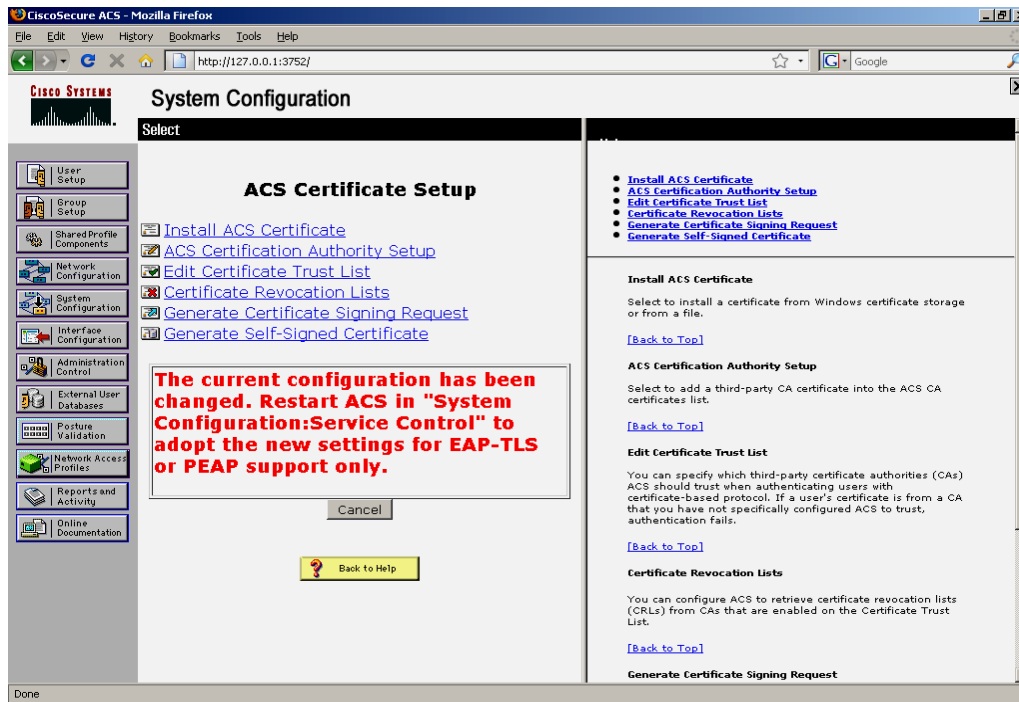 CiscoSecure ACS - Mozilla Firefox
File Edit View History Bookmarks Tools Help
http://127.0.0.1:3752/
G Google
CISCO SYSTEMS
System Configuration
Select
User
Setup
Group
Setup
Shared Profile
Components
Network
Configuration
System
Configuration
Interface
Configuration
Administration
Control
External User
Databases
Posture
Validation
Network Access
Profiles
Reports and
Activity
Online
Documentation
ACS Certificate Setup
Install ACS Certificate
ACS Certification Authority Setup
Edit Certificate Trust List
Certificate Revocation Lists
Generate Certificate Signing Request
Generate Self-Signed Certificate
The current configuration has been
changed. Restart ACS in "System
Configuration:Service Control" to
adopt the new settings for EAP-TLS
or PEAP support only.
Cancel
Back to Help
Install ACS Certificate
ACS Certification Authority Setup
Edit Certificate Trust List
Certificate Revocation Lists
Generate Certificate Signing Request
Generate Self-Signed Certificate
Install ACS Certificate
Select to install a certificate from Windows certificate storage
or from a file.
[Back to Top]
ACS Certification Authority Setup
Select to add a third-party CA certificate into the ACS CA
certificates list.
[Back to Top]
Edit Certificate Trust List
You can specify which third-party certificate authorities (CAs)
ACS should trust when authenticating users with
certificate-based protocol. If a user's certificate is from a CA
that you have not specifically configured ACS to trust,
authentication fails.
[Back to Top]
Certificate Revocation Lists
You can configure ACS to retrieve certificate revocation lists
(CRLs) from CAs that are enabled on the Certificate Trust
List.
[Back to Top]
Generate Certificate Signing Request
Done